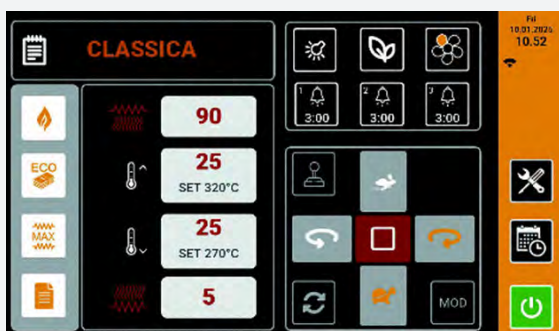 CLASSICA
Fri
10.01.2025
10.52
1
3:00
2
3:00
3
3:00
90
ECO
25
SET 320°C
MAX
25
SET 270°C
5
MOD